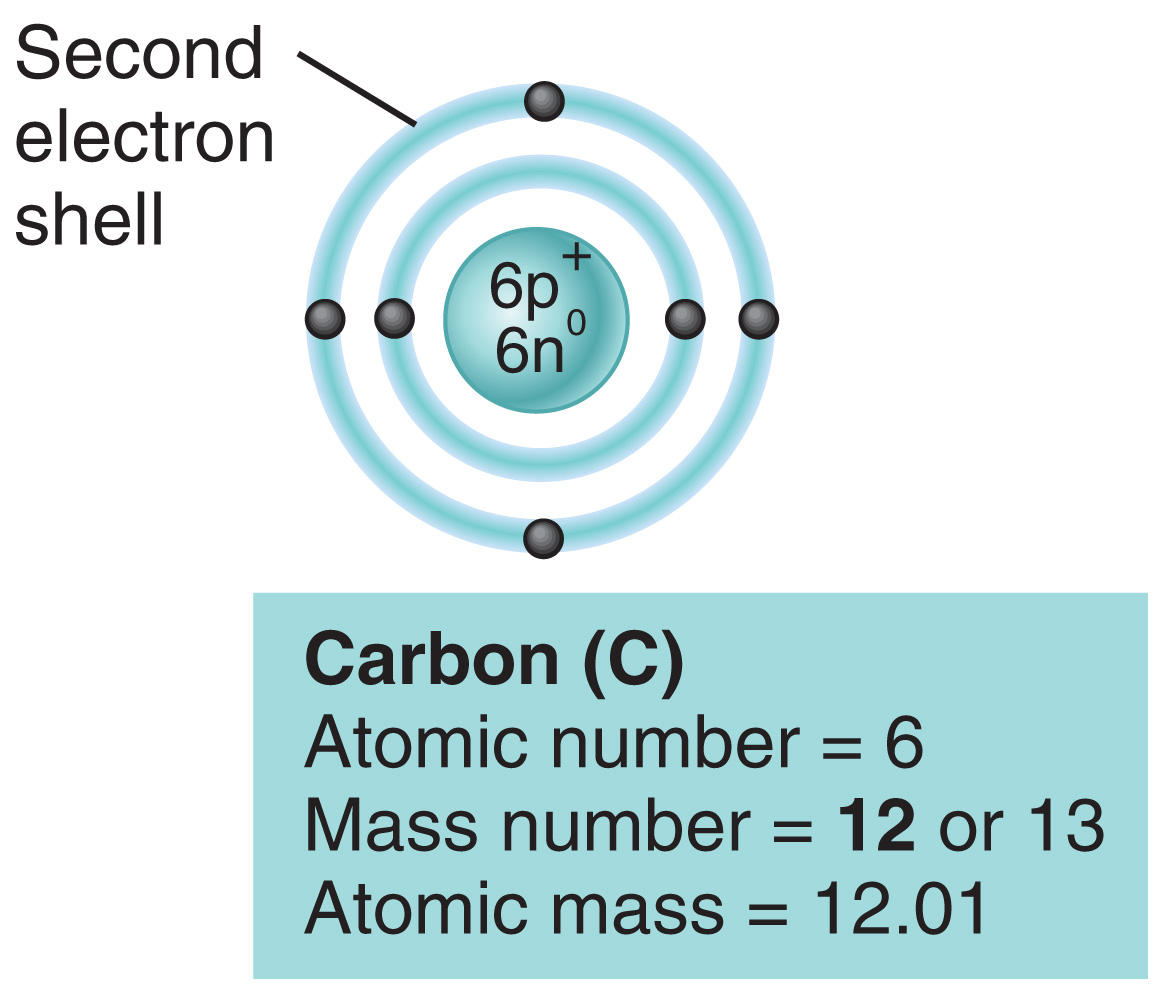 Second
electron
shell
6p⁺
6n⁰
Carbon (C)
Atomic number = 6
Mass number = 12 or 13
Atomic mass = 12.01